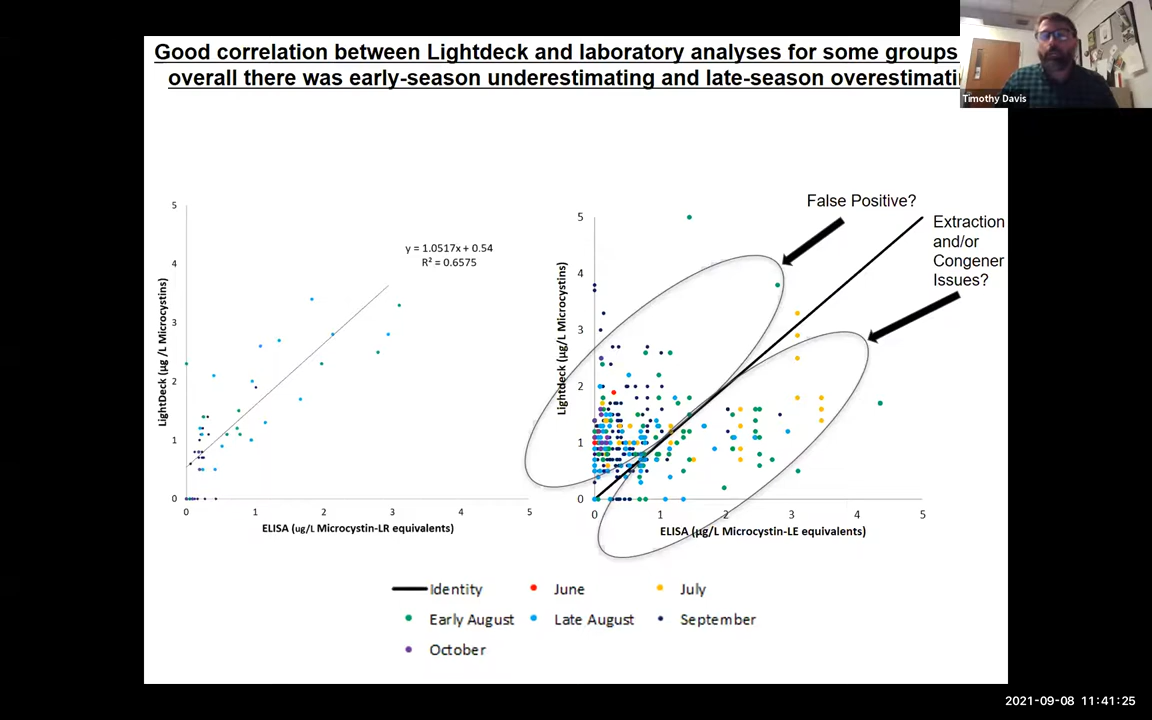 Good correlation between Lightdeck and laboratory analyses for some groups
overall there was early-season underestimating and late-season
Timothy Davis
False Positive?
Extraction
and/or
Congener
Issues?
y = 1.0517x + 0.54
R² = 0.6575
LightDeck (µg /L Microcystins)
5
4
3
2
1
0
0
1
2
3
4
5
ELISA (ug/L Microcystin-LR equivalents)
Lightdeck (µg/L Microcystins)
5
4
3
2
1
0
0
1
2
3
4
5
ELISA (µg/L Microcystin-LE equivalents)
Identity
June
July
Early August
Late August
September
October
2021-09-08 11:41:25